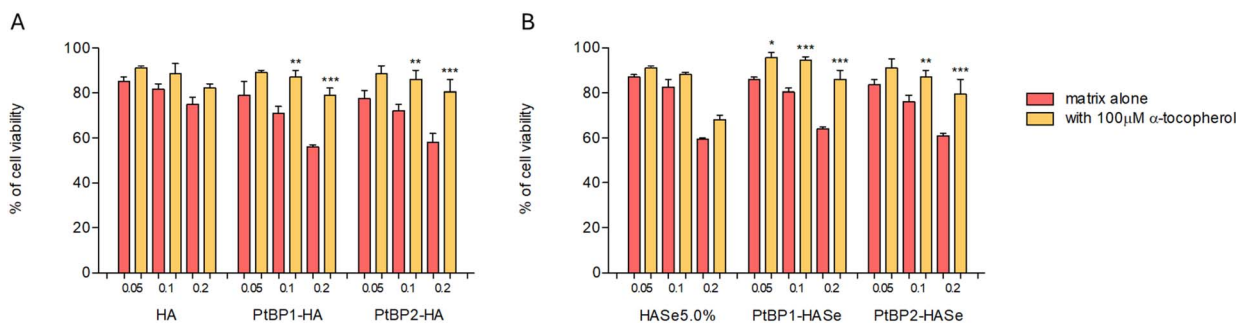 A
% of cell viability
100
80
60
40
20
0
** *** ** ***
0.05 0.1 0.2 0.05 0.1 0.2 0.05 0.1 0.2
HA PtBP1-HA PtBP2-HA
B
% of cell viability
100
80
60
40
20
0
* *** *** ** ***
0.05 0.1 0.2 0.05 0.1 0.2 0.05 0.1 0.2
HASe5.0% PtBP1-HASe PtBP2-HASe
matrix alone
with 100µM α-tocopherol